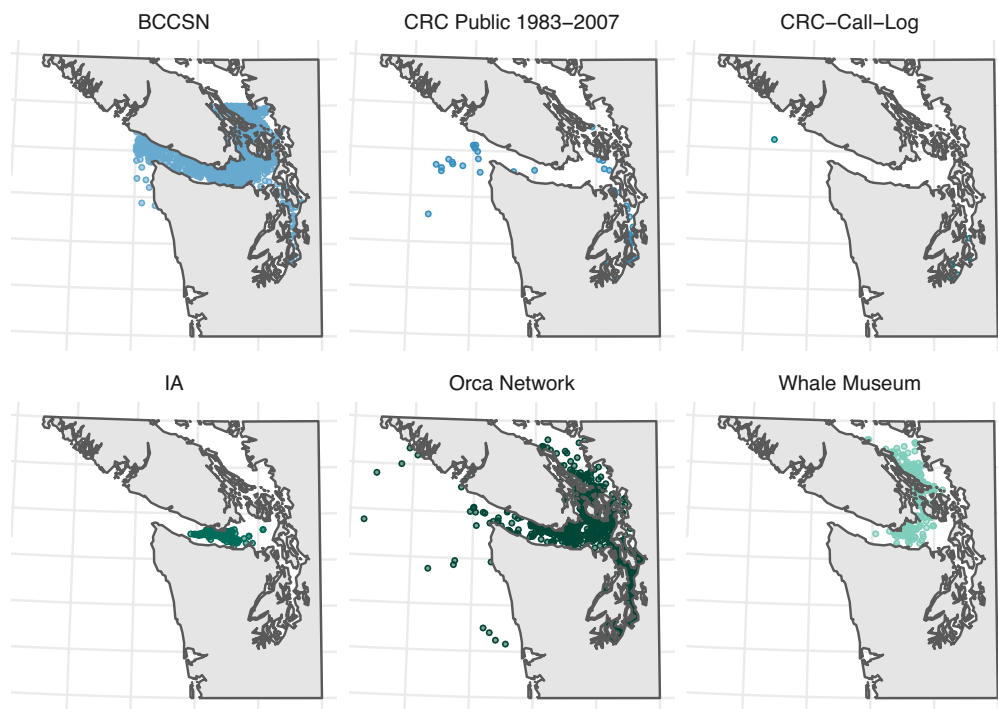 BCCSN
CRC Public 1983−2007
CRC−Call−Log
IA
Orca Network
Whale Museum